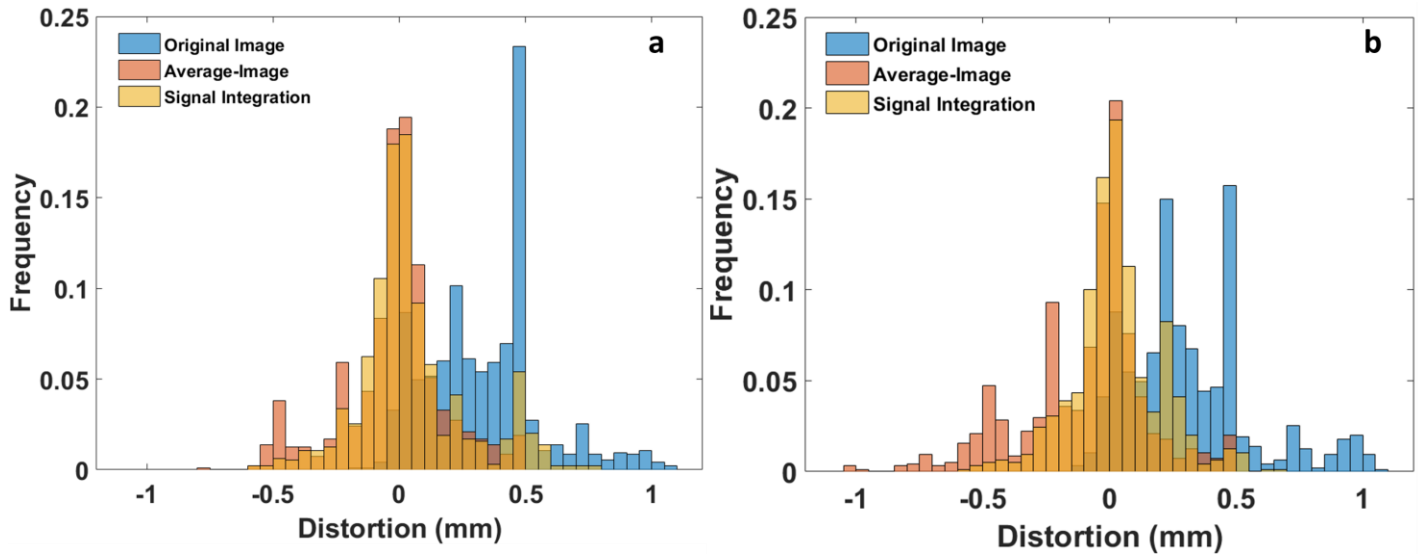 a
Original Image
Average-Image
Signal Integration
0.25
0.2
0.15
0.1
0.05
0
Frequency
-1
-0.5
0
0.5
1
Distortion (mm)
b
Original Image
Average-Image
Signal Integration
0.25
0.2
0.15
0.1
0.05
0
Frequency
-1
-0.5
0
0.5
1
Distortion (mm)